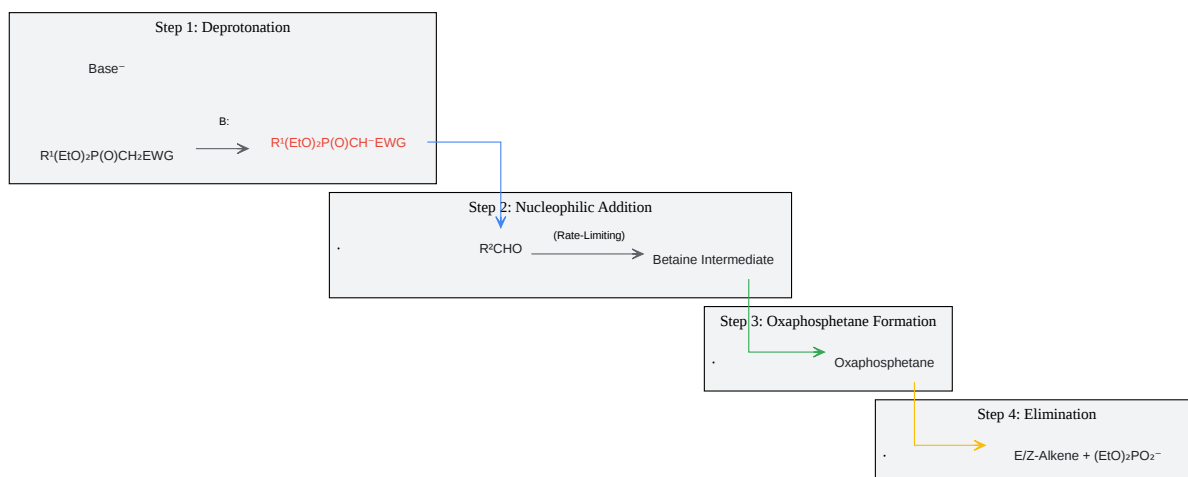 Step 1: Deprotonation
Base⁻
B:
R¹(EtO)₂P(O)CH₂EWG
R¹(EtO)₂P(O)CH⁻EWG
Step 2: Nucleophilic Addition
.
R²CHO
(Rate-Limiting)
Betaine Intermediate
Step 3: Oxaphosphetane Formation
.
Oxaphosphetane
Step 4: Elimination
.
E/Z-Alkene + (EtO)₂PO₂⁻